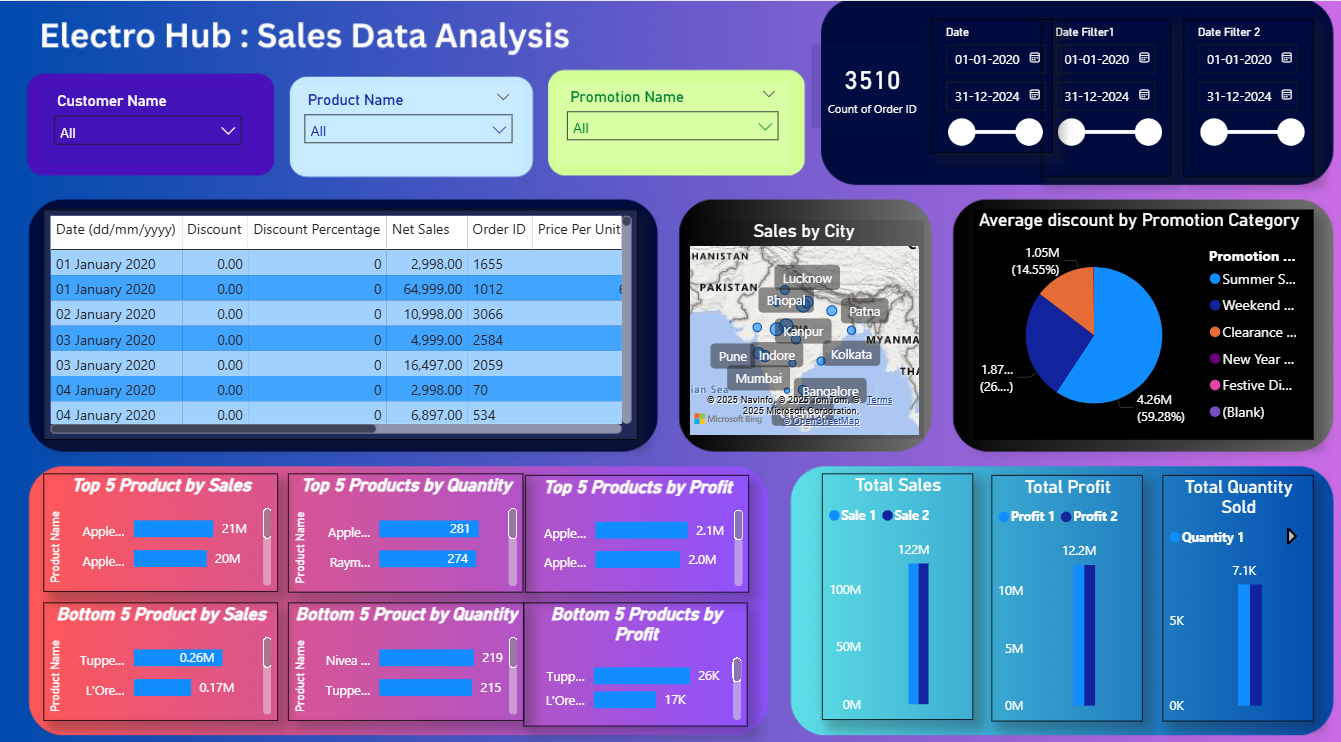 Electro Hub : Sales Data Analysis
Customer Name
All
Product Name
All
Promotion Name
All
3510
Count of Order ID
Date
01-01-2020
31-12-2024
Date Filter1
01-01-2020
31-12-2024
Date Filter 2
01-01-2020
31-12-2024
Date (dd/mm/yyyy) Discount Discount Percentage Net Sales Order ID Price Per Unit
01 January 2020 0.00 0 2,998.00 1655
01 January 2020 0.00 0 64,999.00 1012
02 January 2020 0.00 0 10,998.00 3066
03 January 2020 0.00 0 4,999.00 2584
03 January 2020 0.00 0 16,497.00 2059
04 January 2020 0.00 0 2,998.00 70
04 January 2020 0.00 0 6,897.00 534
Sales by City
HANISTAN
PAKISTAN
Lucknow
Bhopal
Patna
Kanpur
MYANMA
Pune
Indore
Kolkata
THA
Mumbai
Bangalore
ian Sea
© 2025 NavInfo, © 2025 TomTom, © Terms
2025 Microsoft Corporation,
Microsoft Bing
© OpenStreetMap
Average discount by Promotion Category
1.05M
(14.55%)
1.87...
(26....)
4.26M
(59.28%)
Promotion ...
Summer S...
Weekend ...
Clearance ...
New Year ...
Festive Di...
(Blank)
Top 5 Product by Sales
Product Name
Apple... 21M
Apple... 20M
Top 5 Products by Quantity
Product Name
Apple... 281
Raym... 274
Top 5 Products by Profit
Apple... 2.1M
Apple... 2.0M
Bottom 5 Product by Sales
Product Name
Tuppe... 0.26M
L'Ore... 0.17M
Bottom 5 Prouct by Quantity
Product Name
Nivea ... 219
Tuppe... 215
Bottom 5 Products by
Profit
Tupp... 26K
L'Ore... 17K
Total Sales
Sale 1 Sale 2
122M
100M
50M
0M
Total Profit
Profit 1 Profit 2
12.2M
10M
5M
0M
Total Quantity
Sold
Quantity 1
7.1K
5K
0K